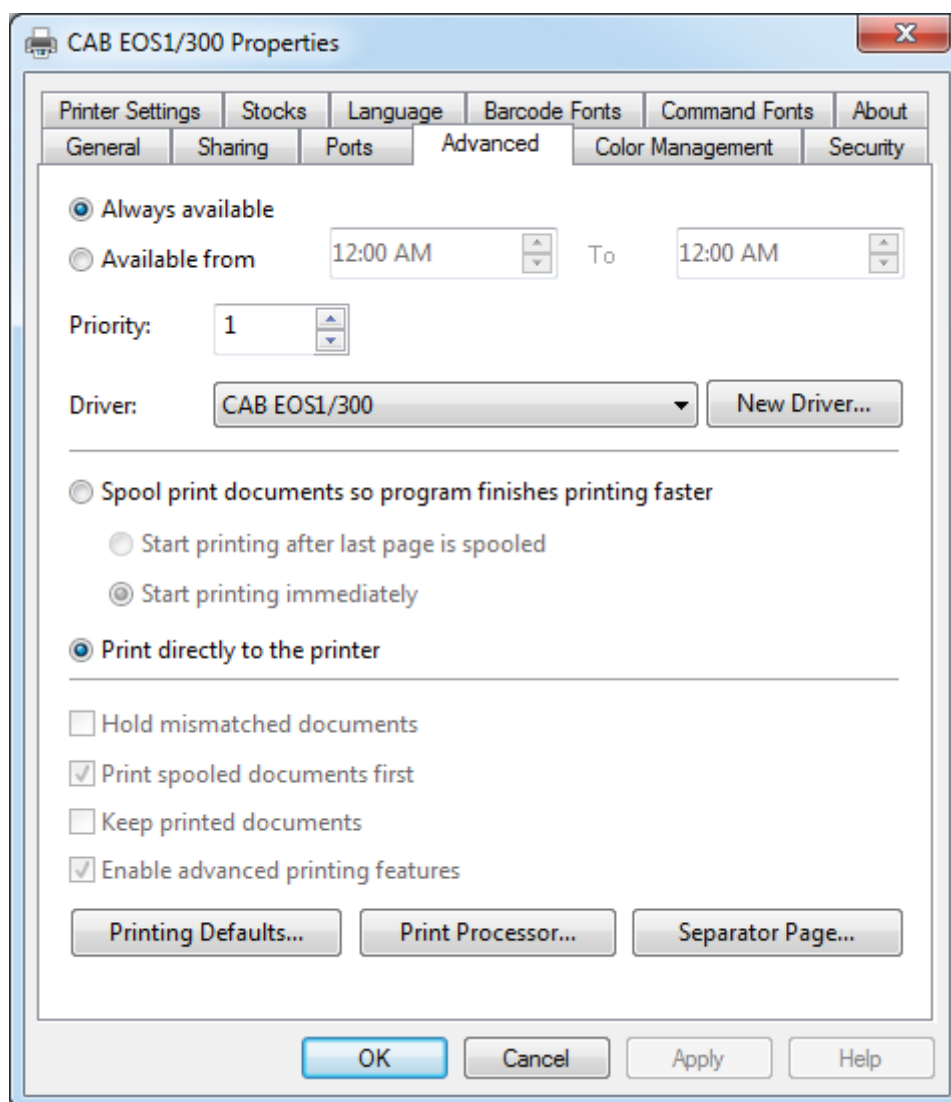 CAB EOS1/300 Properties
Printer Settings Stocks Language Barcode Fonts Command Fonts About
General Sharing Ports Advanced Color Management Security
Always available
Available from 12:00 AM To 12:00 AM
Priority: 1
Driver: CAB EOS1/300 New Driver...
Spool print documents so program finishes printing faster
Start printing after last page is spooled
Start printing immediately
Print directly to the printer
Hold mismatched documents
Print spooled documents first
Keep printed documents
Enable advanced printing features
Printing Defaults... Print Processor... Separator Page...
OK Cancel Apply Help